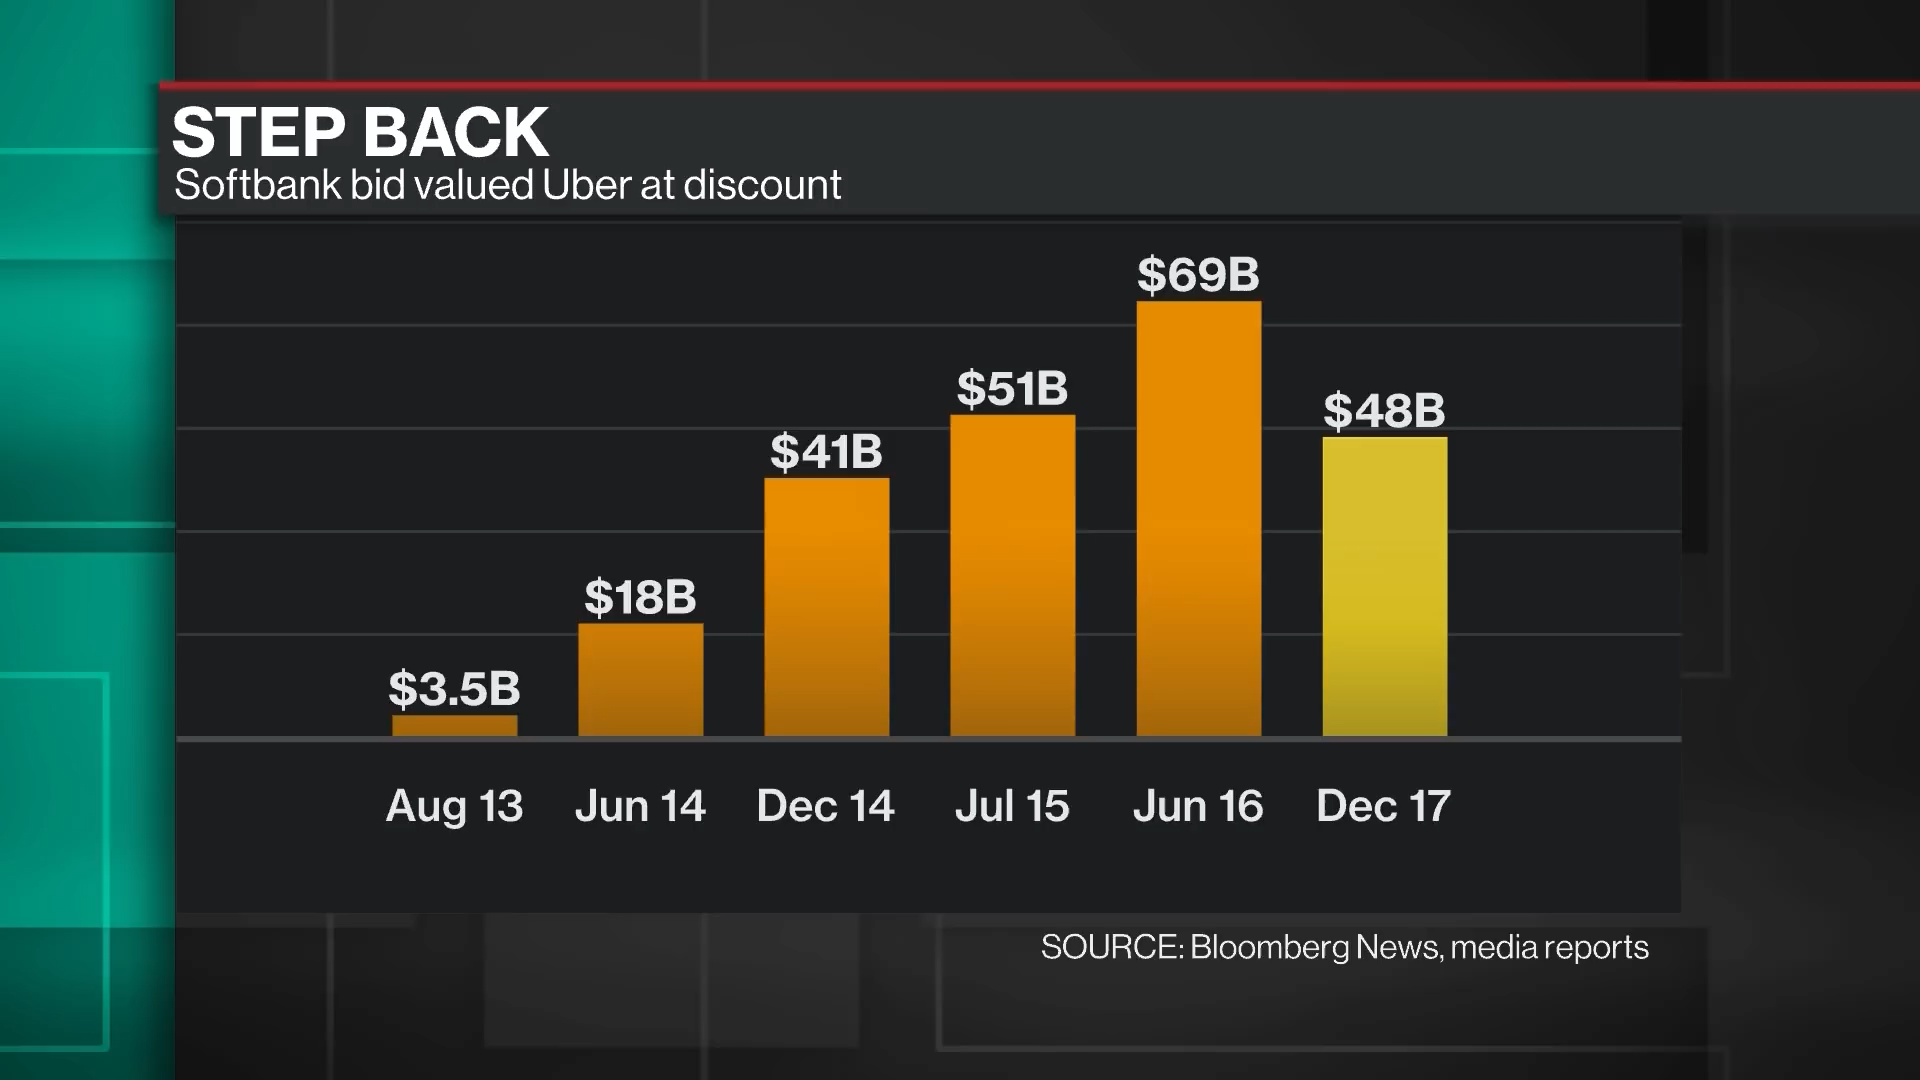 STEP BACK
Softbank bid valued Uber at discount
$3.5B
$18B
$41B
$51B
$69B
$48B
Aug 13
Jun 14
Dec 14
Jul 15
Jun 16
Dec 17
SOURCE: Bloomberg News, media reports